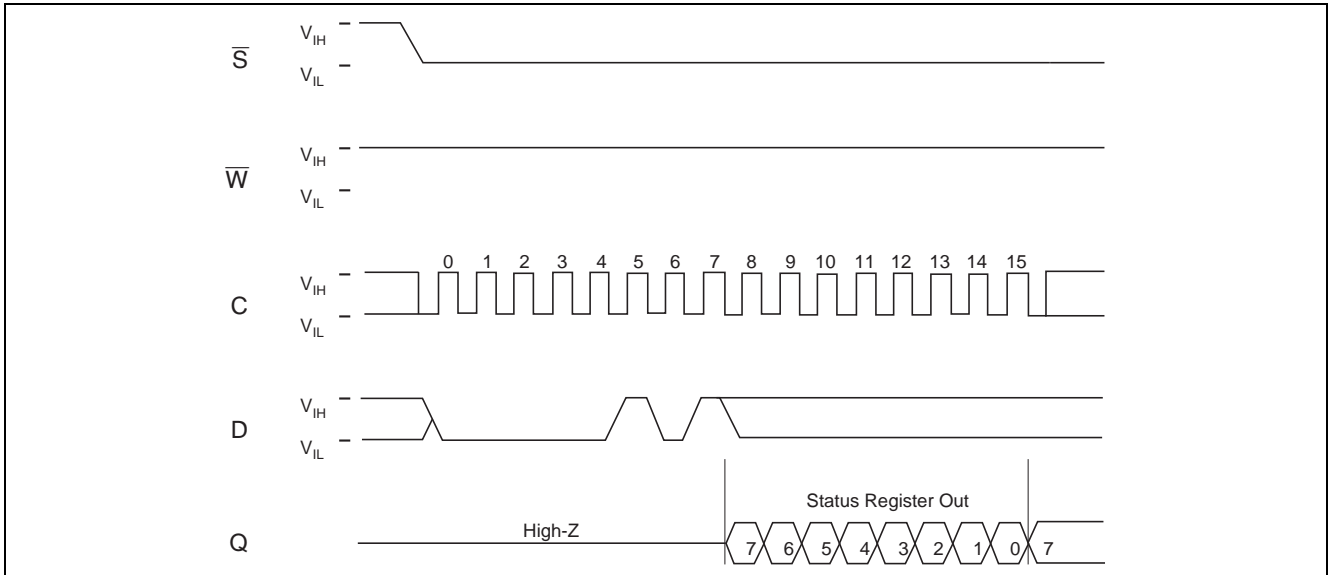 S̅
V_IH
V_IL
W̅
V_IH
V_IL
C
0 1 2 3 4 5 6 7 8 9 10 11 12 13 14 15
V_IH
V_IL
D
V_IH
V_IL
Status Register Out
Q
High-Z
7 6 5 4 3 2 1 0 7